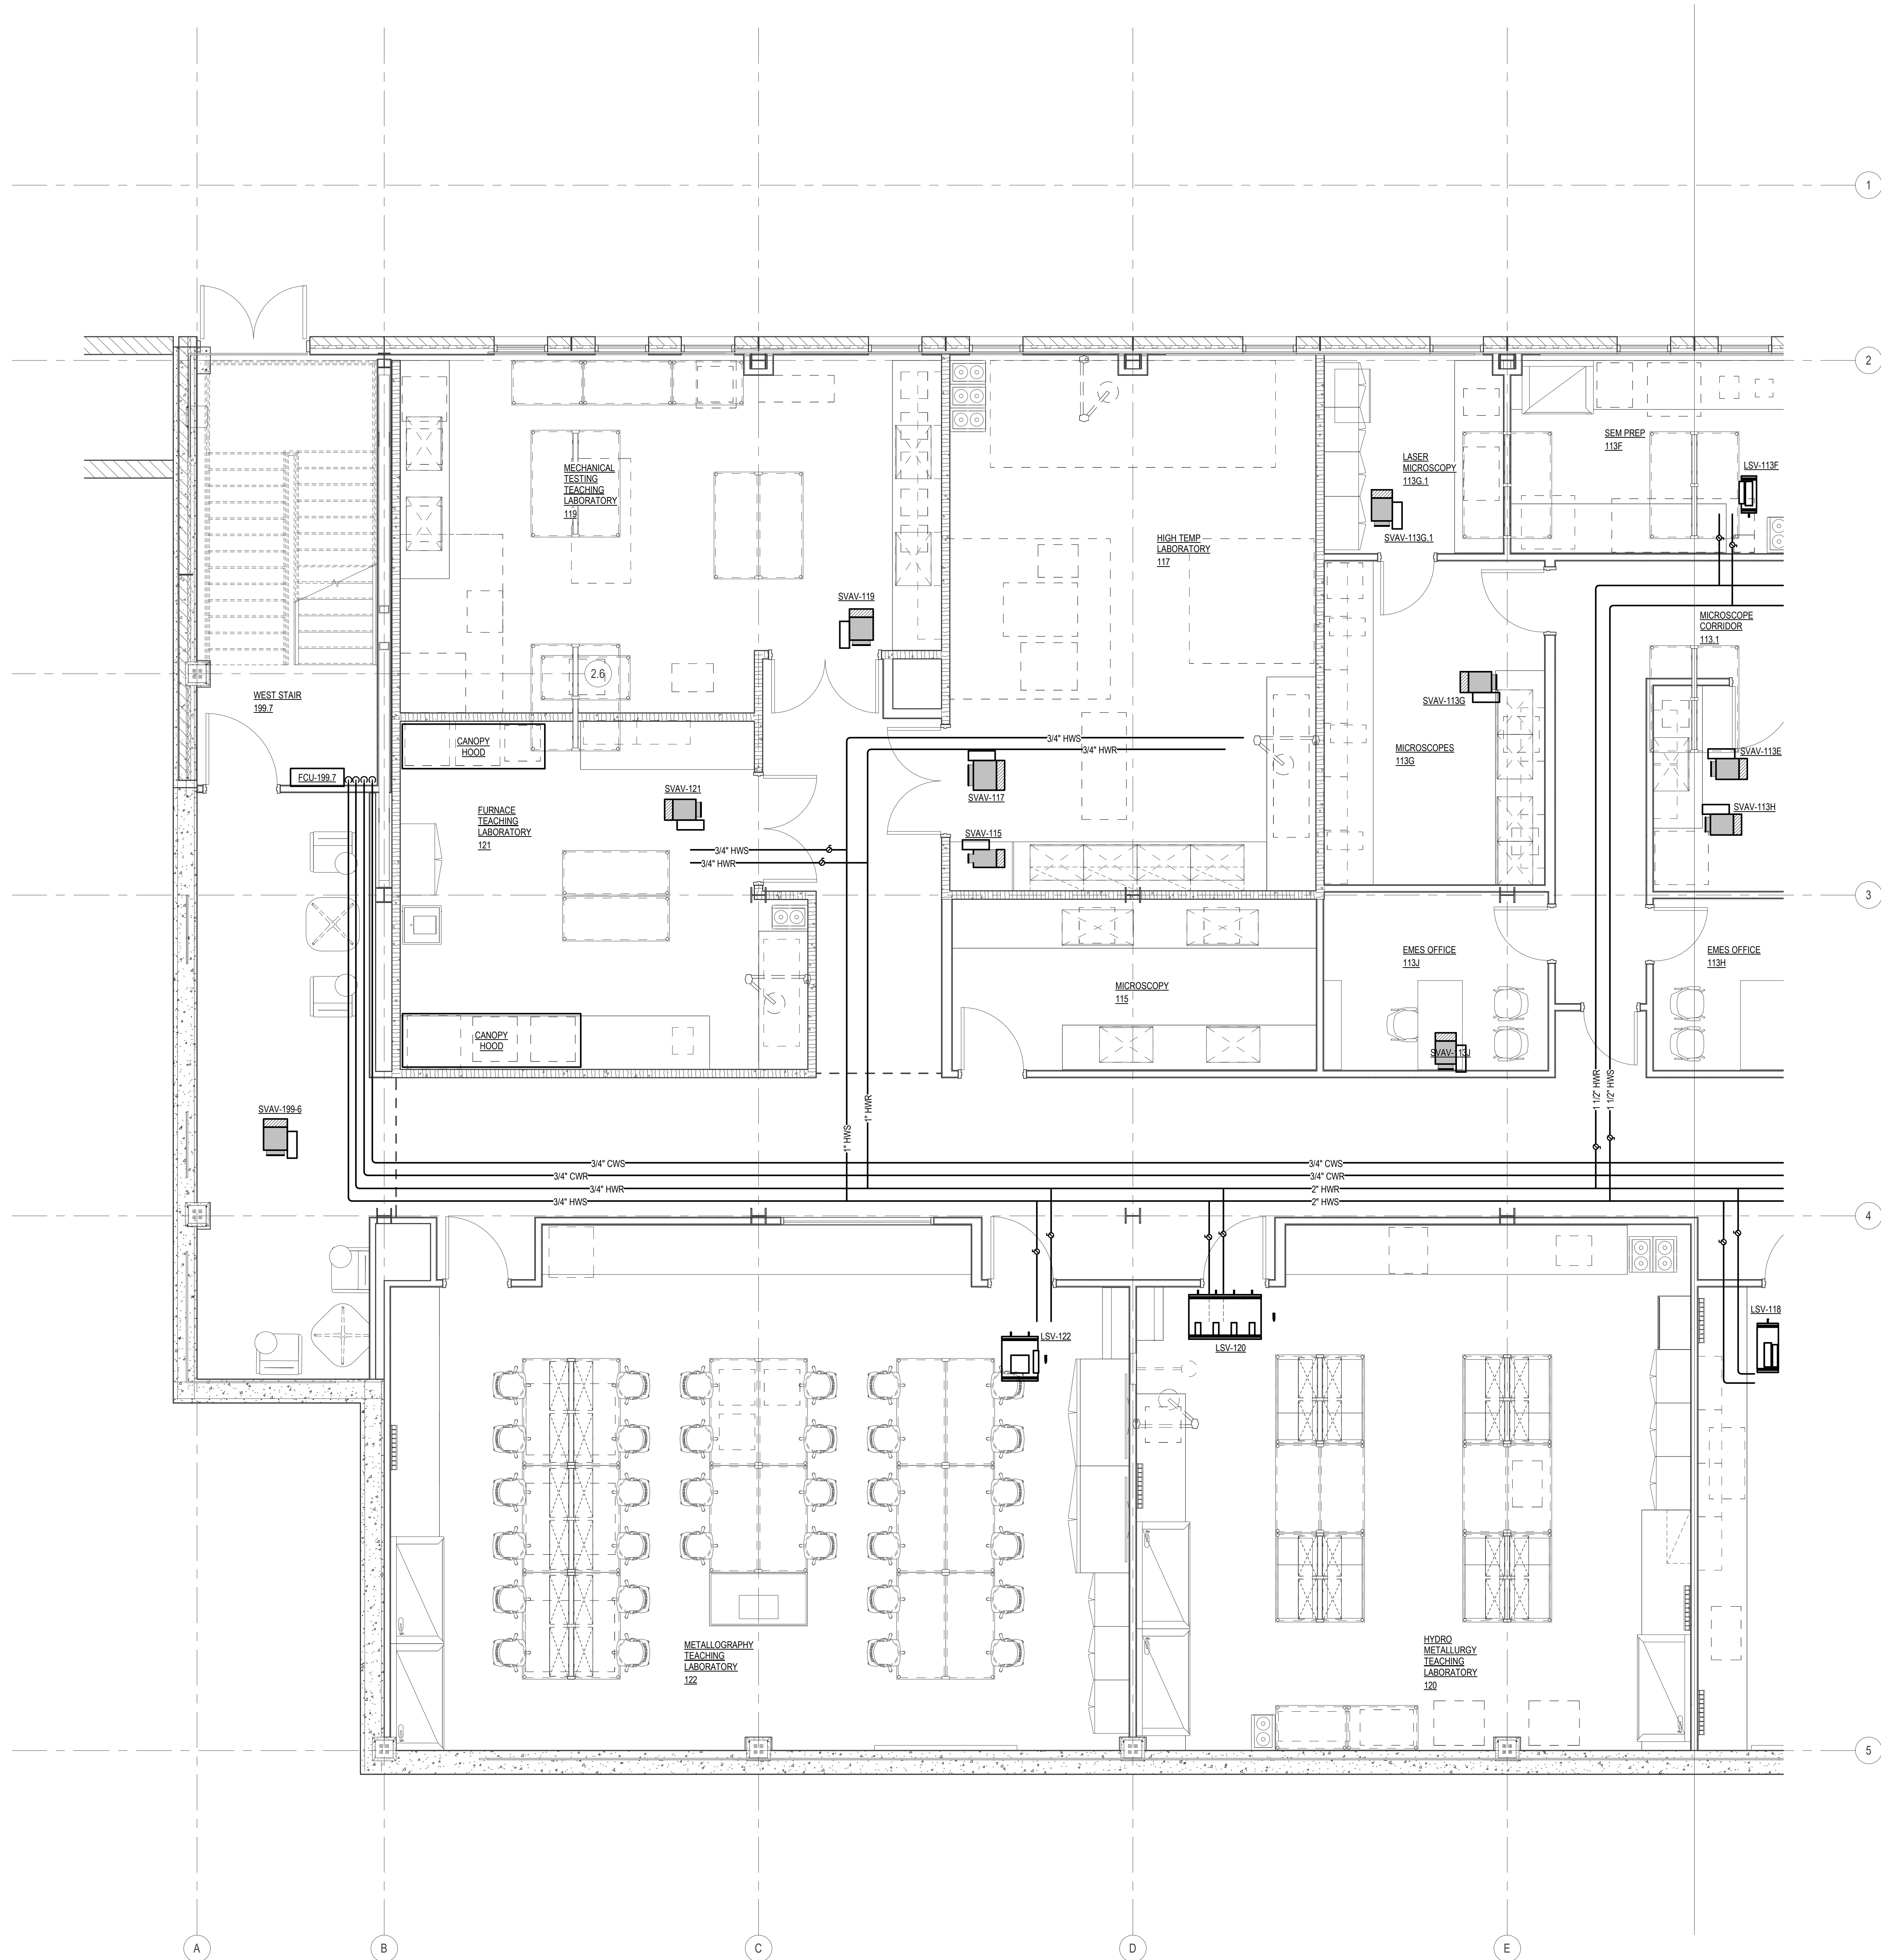 1
2
MECHANICAL
TESTING
TEACHING
LABORATORY
119
HIGH TEMP
LABORATORY
117
LASER
MICROSCOPY
113G.1
SVAV-113G.1
SEM PREP
113F
LSV-113F
SVAV-119
MICROSCOPE
CORRIDOR
113.1
2.6
WEST STAIR
199.7
SVAV-113G
CANOPY
HOOD
3/4" HWS
3/4" HWR
MICROSCOPES
113G
SVAV-113E
FCU-199.7
SVAV-121
SVAV-117
SVAV-113H
FURNACE
TEACHING
LABORATORY
121
SVAV-115
3/4" HWS
3/4" HWR
3
EMES OFFICE
113J
EMES OFFICE
113H
MICROSCOPY
115
CANOPY
HOOD
SVAV-113J
1 1/2" HWR
1 1/2" HWS
SVAV-199-6
1" HWS
1" HWR
3/4" CWS
3/4" CWS
3/4" CWR
3/4" CWR
3/4" HWR
2" HWR
3/4" HWS
2" HWS
4
LSV-122
LSV-120
LSV-118
METALLOGRAPHY
TEACHING
LABORATORY
122
HYDRO
METALLURGY
TEACHING
LABORATORY
120
5
A
B
C
D
E